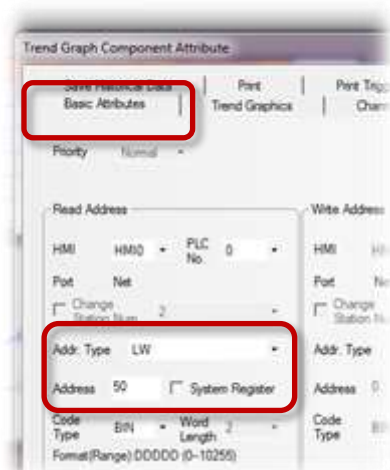 Trend Graph Component Attribute
Save Historical Data Print Print Trig
Basic Attributes Trend Graphics Chan
Priority Normal
Read Address Write Address
HMI HMI0 PLC No. 0 HMI
Port Net Port
Change Station Num 2 Change Station
Addr. Type LW Addr. Type
Address 50 System Register Address 0
Code Type BIN Word Length 2 Code Type
Format(Range):DDDDD (0~10255)